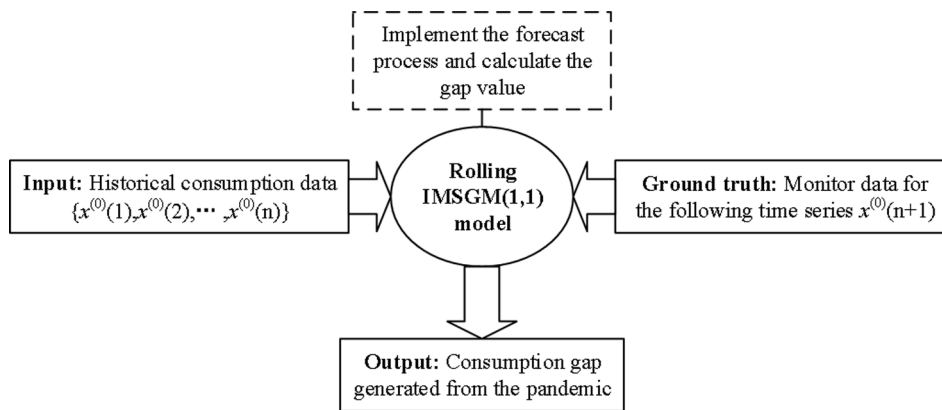 Implement the forecast
process and calculate the
gap value
Input: Historical consumption data
{x⁽⁰⁾(1),x⁽⁰⁾(2),··· ,x⁽⁰⁾(n)}
Rolling
IMSGM(1,1)
model
Ground truth: Monitor data for
the following time series x⁽⁰⁾(n+1)
Output: Consumption gap
generated from the pandemic